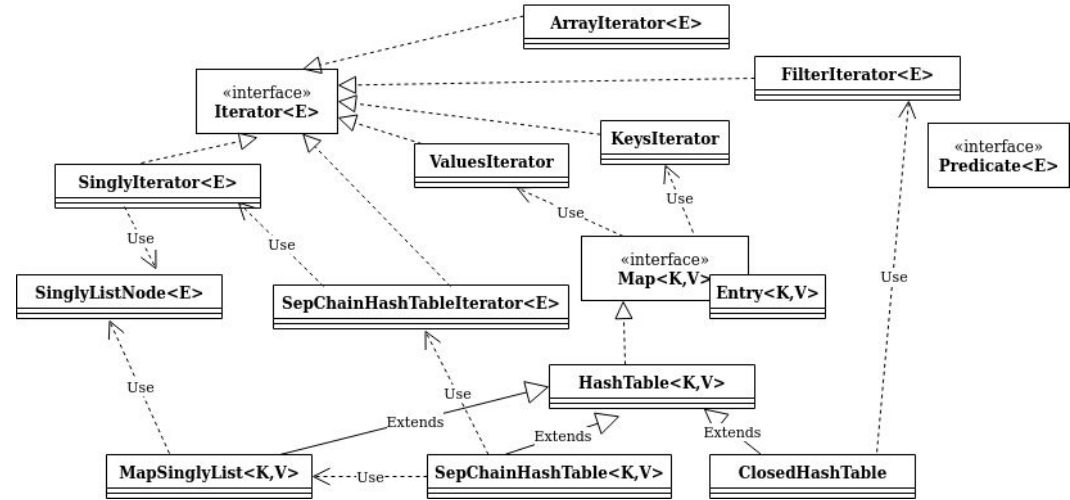 ArrayIterator<E>
FilterIterator<E>
«interface»
Iterator<E>
KeysIterator
«interface»
Predicate<E>
ValuesIterator
SinglyIterator<E>
Use
Use
Use
«interface»
Map<K,V>
SinglyListNode<E>
SepChainHashTableIterator<E>
Entry<K,V>
Use
HashTable<K,V>
Use
Use
Extends
Extends
Extends
MapSinglyList<K,V>
Use
SepChainHashTable<K,V>
ClosedHashTable